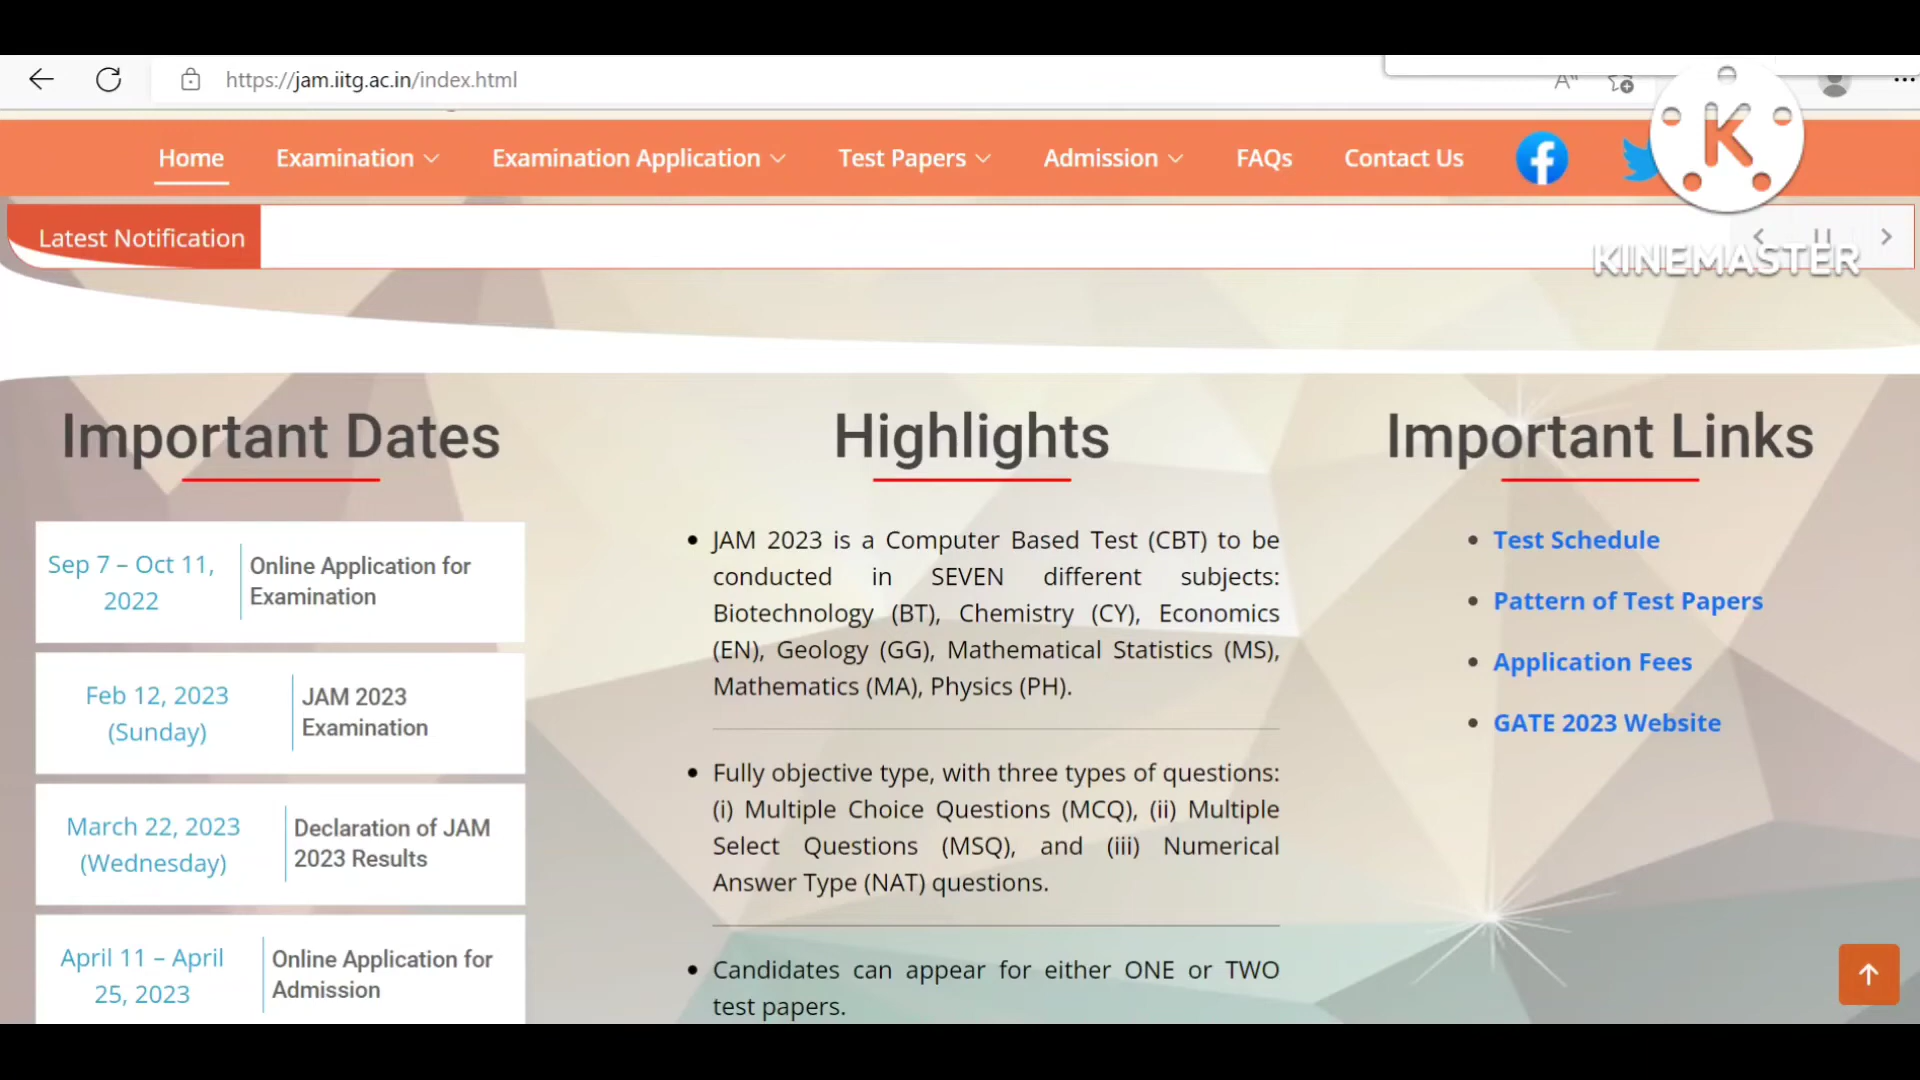 https://jam.iitg.ac.in/index.html
Home
Examination
Examination Application
Test Papers
Admission
FAQs
Contact Us
K
KINEMASTER
Latest Notification
Important Dates
Sep 7 – Oct 11,
2022
Online Application for
Examination
Feb 12, 2023
(Sunday)
JAM 2023
Examination
March 22, 2023
(Wednesday)
Declaration of JAM
2023 Results
April 11 – April
25, 2023
Online Application for
Admission
Highlights
JAM 2023 is a Computer Based Test (CBT) to be
conducted in SEVEN different subjects:
Biotechnology (BT), Chemistry (CY), Economics
(EN), Geology (GG), Mathematical Statistics (MS),
Mathematics (MA), Physics (PH).
Fully objective type, with three types of questions:
(i) Multiple Choice Questions (MCQ), (ii) Multiple
Select Questions (MSQ), and (iii) Numerical
Answer Type (NAT) questions.
Candidates can appear for either ONE or TWO
test papers.
Important Links
Test Schedule
Pattern of Test Papers
Application Fees
GATE 2023 Website